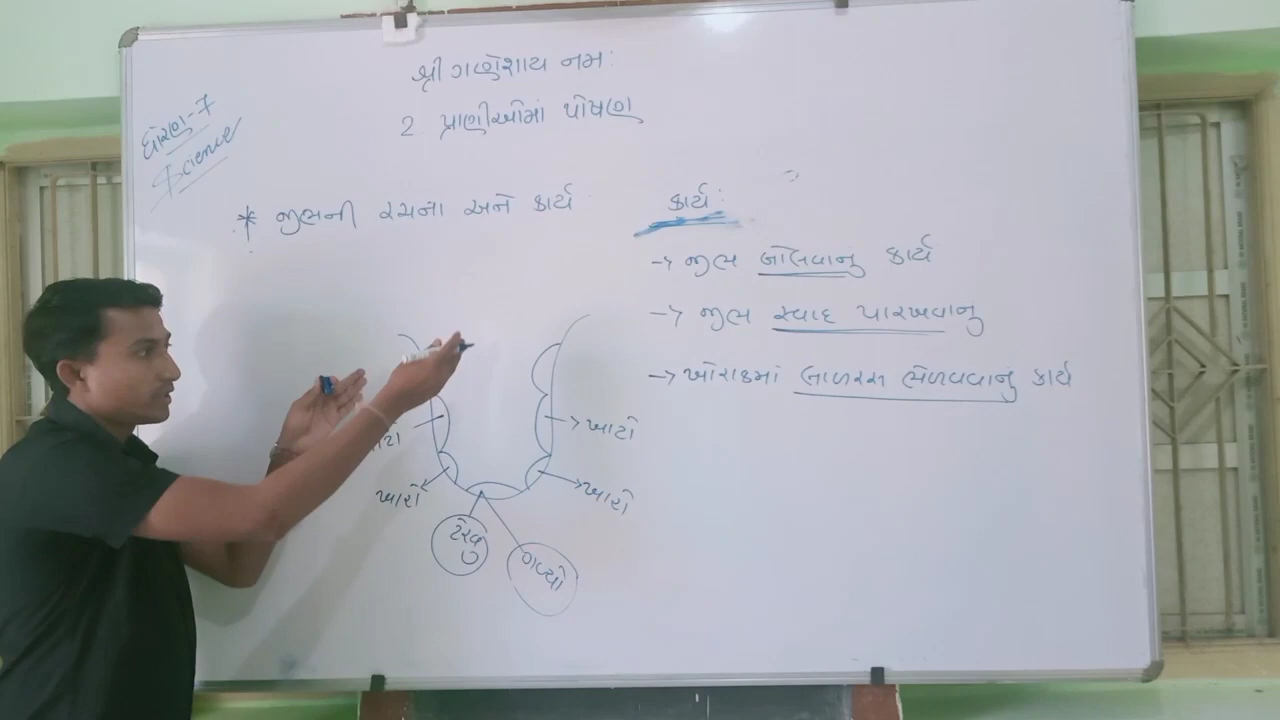 શ્રી ગણેશાય નમઃ
2. પ્રાણીઓમાં પોષણ
ધોરણ-7
Science
* જીભની રચના અને કાર્ય
કાર્ય:
→ જીભ બોલવાનું કાર્ય
→ જીભ સ્વાદ પારખવાનું
→ ખોરાકમાં લાળરસ ભેળવવાનું કાર્ય
ખાટો
ખારો
ખારો
ગળ્યો